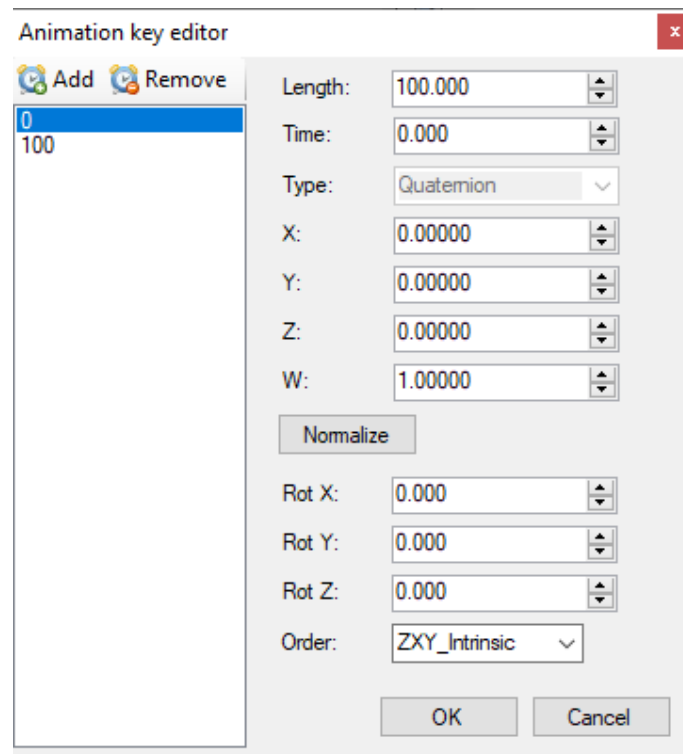 Animation key editor
x
Add Remove
0
100
Length: 100.000
Time: 0.000
Type: Quaternion
X: 0.00000
Y: 0.00000
Z: 0.00000
W: 1.00000
Normalize
Rot X: 0.000
Rot Y: 0.000
Rot Z: 0.000
Order: ZXY_Intrinsic
OK Cancel